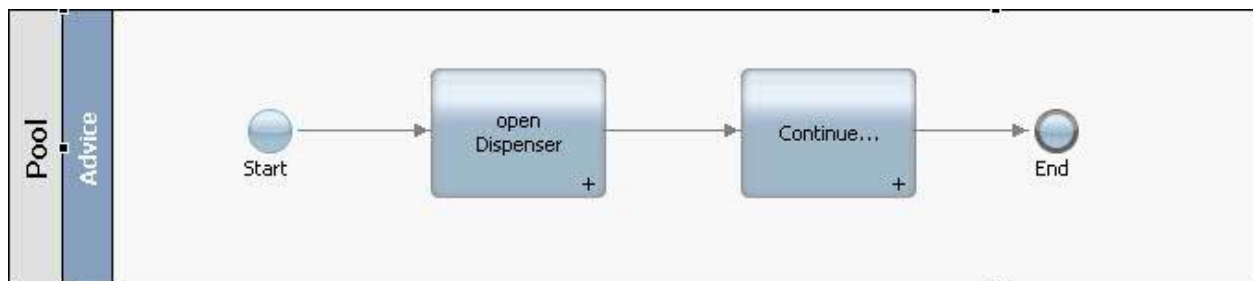 Pool
Advice
Start
open
Dispenser
+
Continue...
+
End